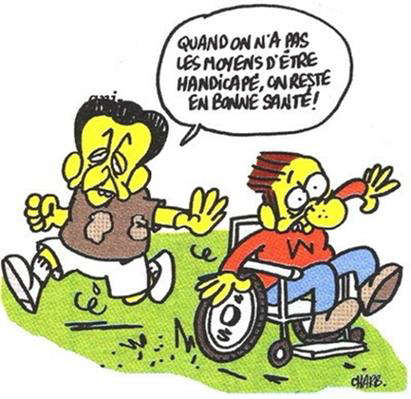 QUAND ON N'A PAS
LES MOYENS D'ÊTRE
HANDICAPÉ, ON RESTE
EN BONNE SANTÉ!
W
CHARB.